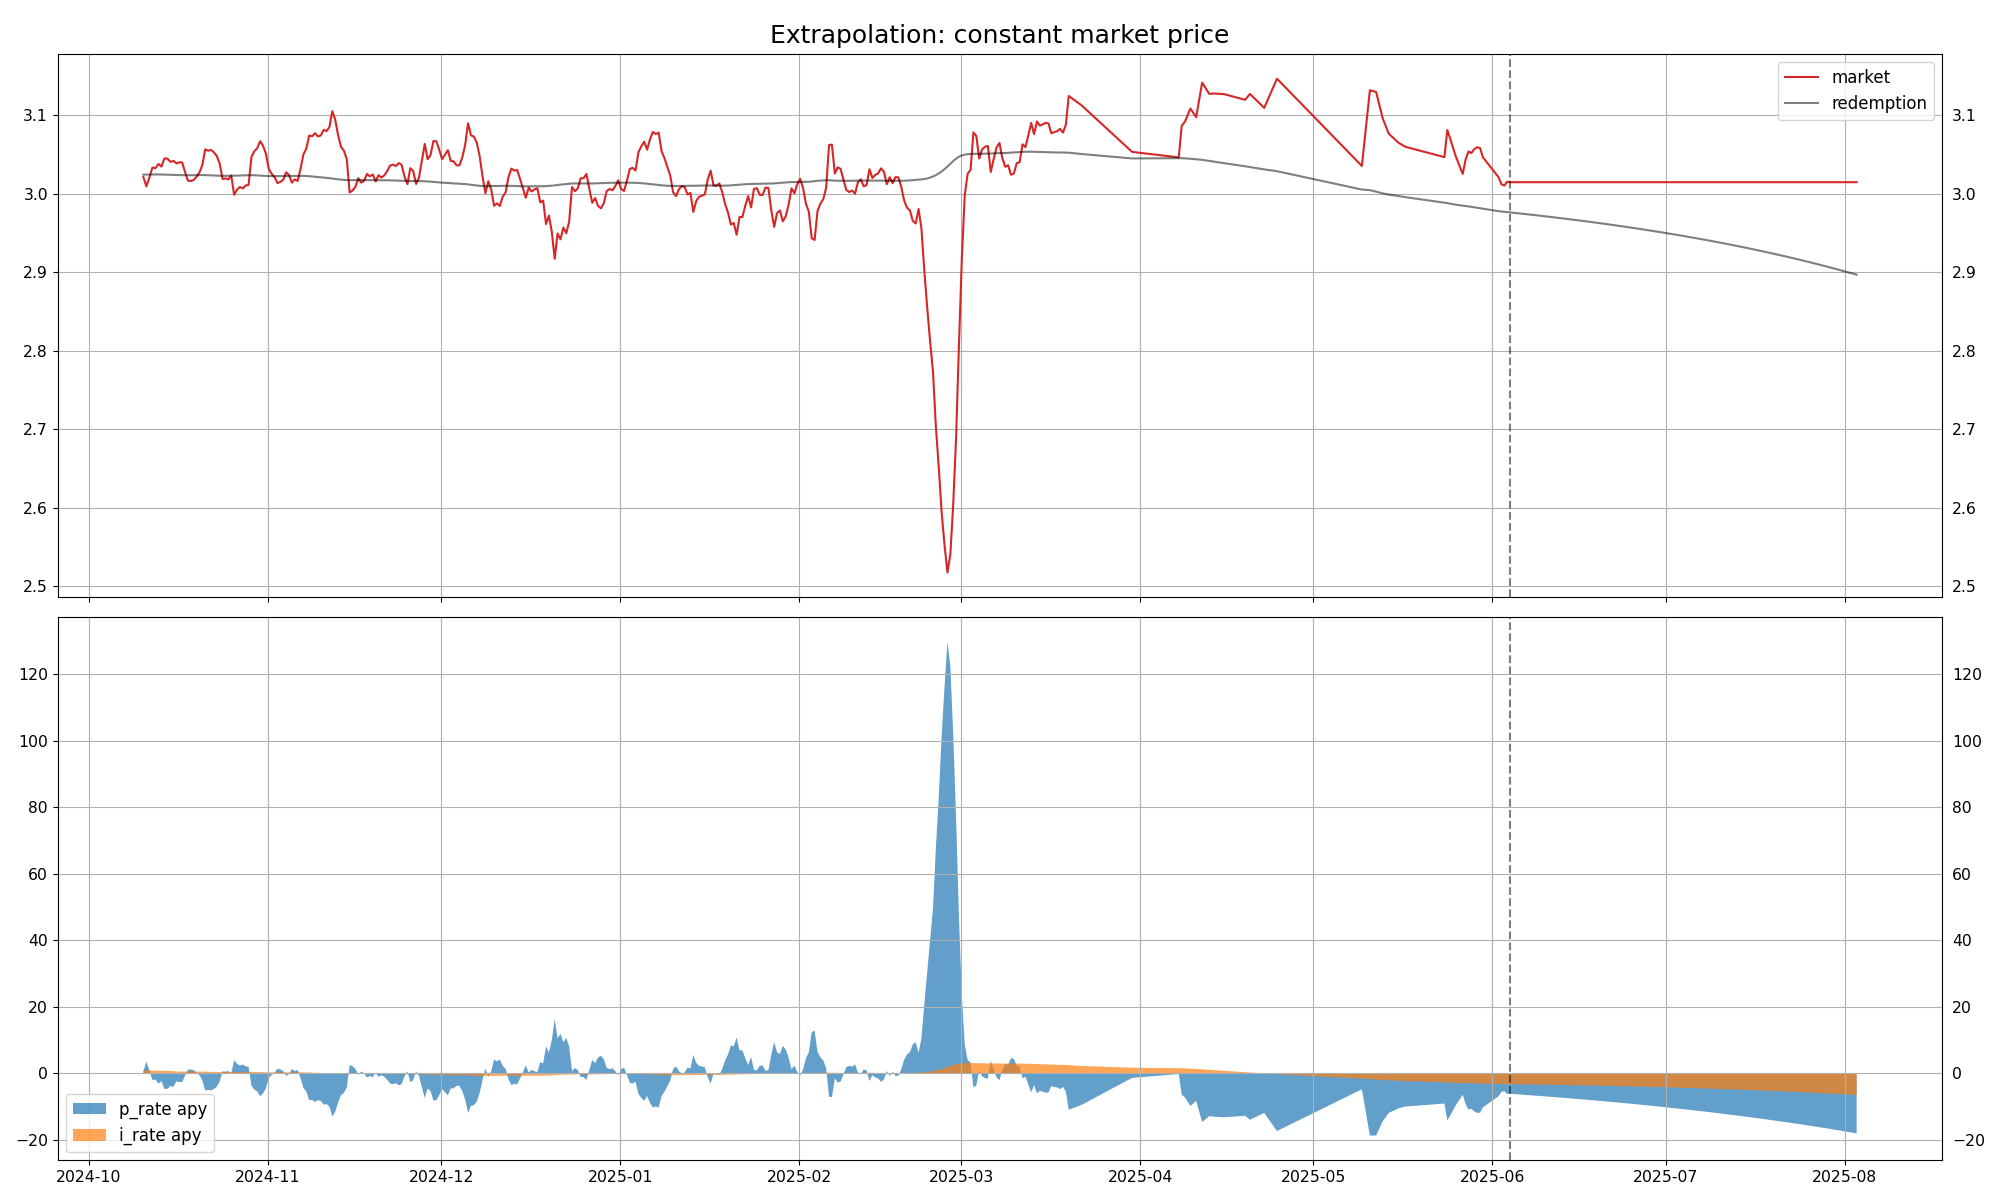 Extrapolation: constant market price
market
redemption
3.1 3.1
3.0 3.0
2.9 2.9
2.8 2.8
2.7 2.7
2.6 2.6
2.5 2.5
120 120
100 100
80 80
60 60
40 40
20 20
0 0
−20 −20
p_rate apy
i_rate apy
2024-10 2024-11 2024-12 2025-01 2025-02 2025-03 2025-04 2025-05 2025-06 2025-07 2025-08